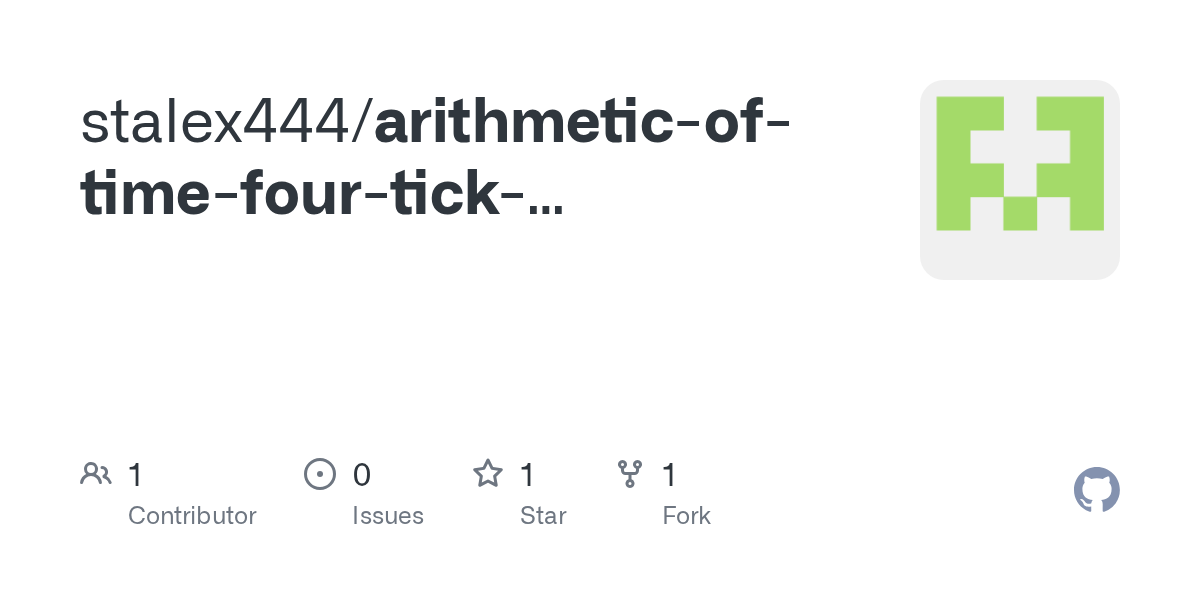 stalex444/arithmetic-of-
time-four-tick-...
1 0 1 1
Contributor Issues Star Fork